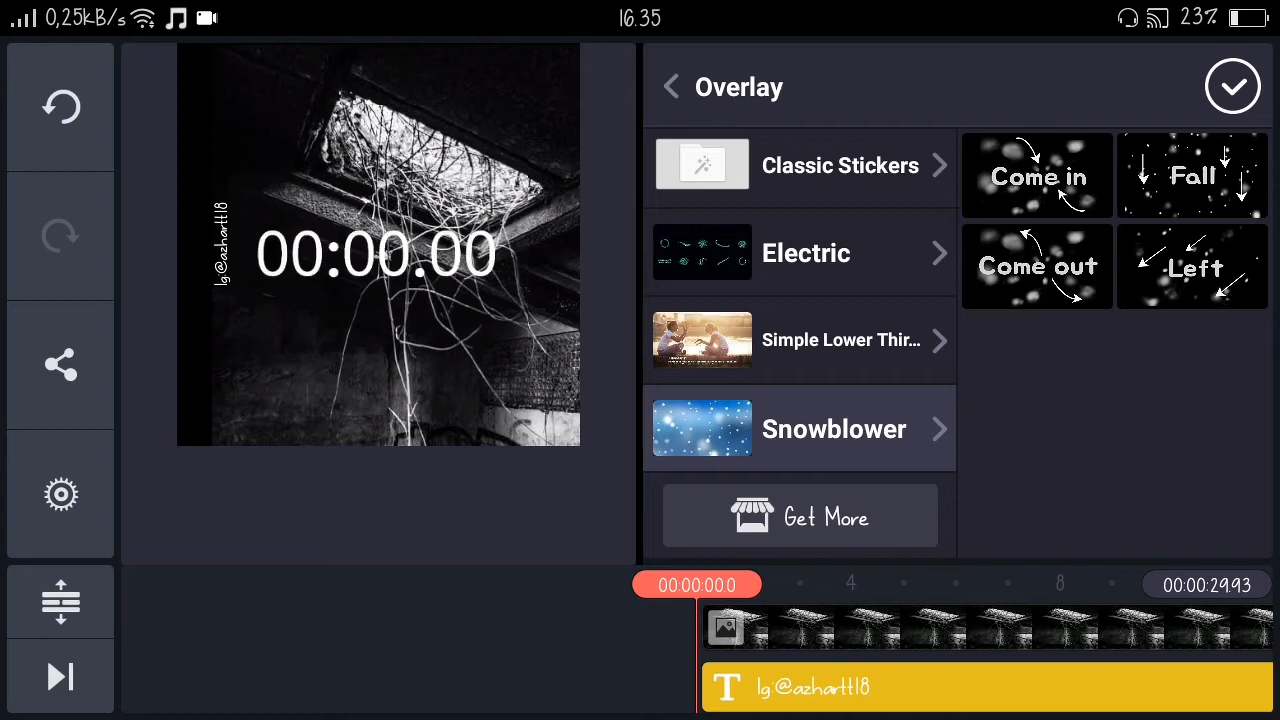 0,25kB/s
16.35
23%
Ig:@azhartt18
00:00.00
Overlay
Classic Stickers
Electric
Simple Lower Thir...
Snowblower
Get More
Come in
Fall
Come out
Left
00:00:00.0
4
8
00:00:29.93
T
Ig:@azhartt18